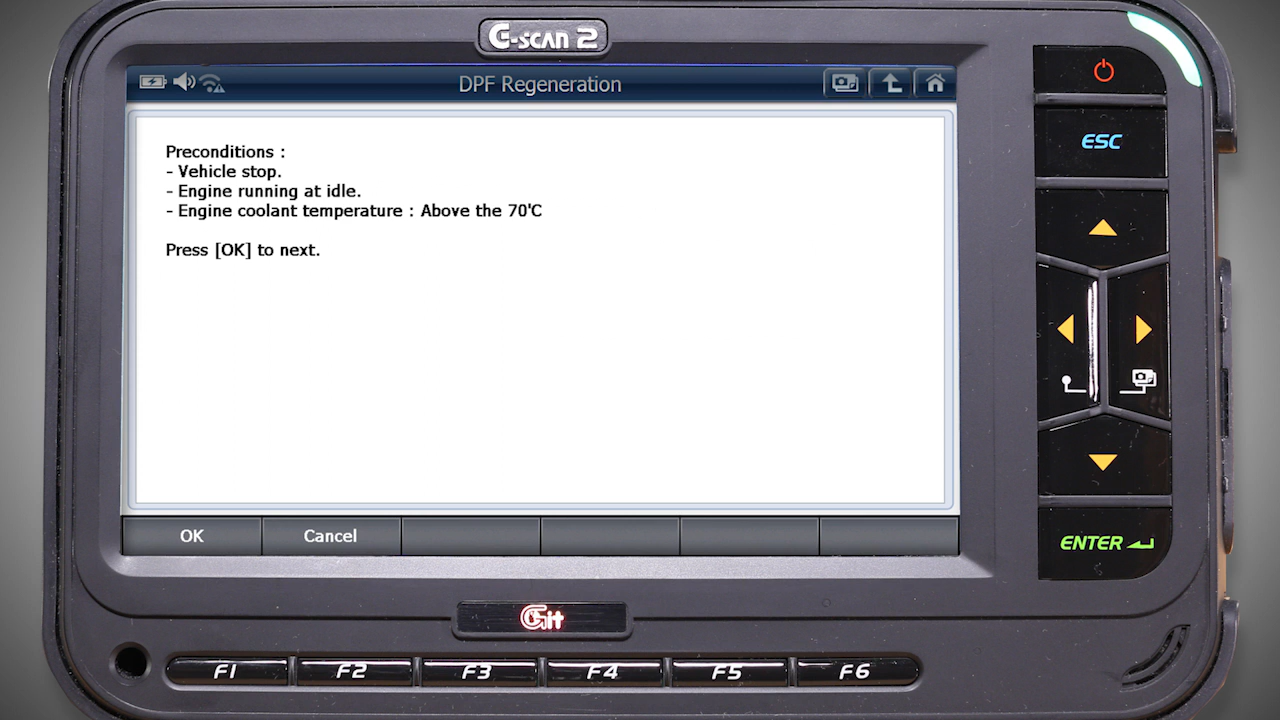 G-SCAN 2
DPF Regeneration
Preconditions :
- Vehicle stop.
- Engine running at idle.
- Engine coolant temperature : Above the 70'C
Press [OK] to next.
OK Cancel
ESC
ENTER
Git
F1 F2 F3 F4 F5 F6